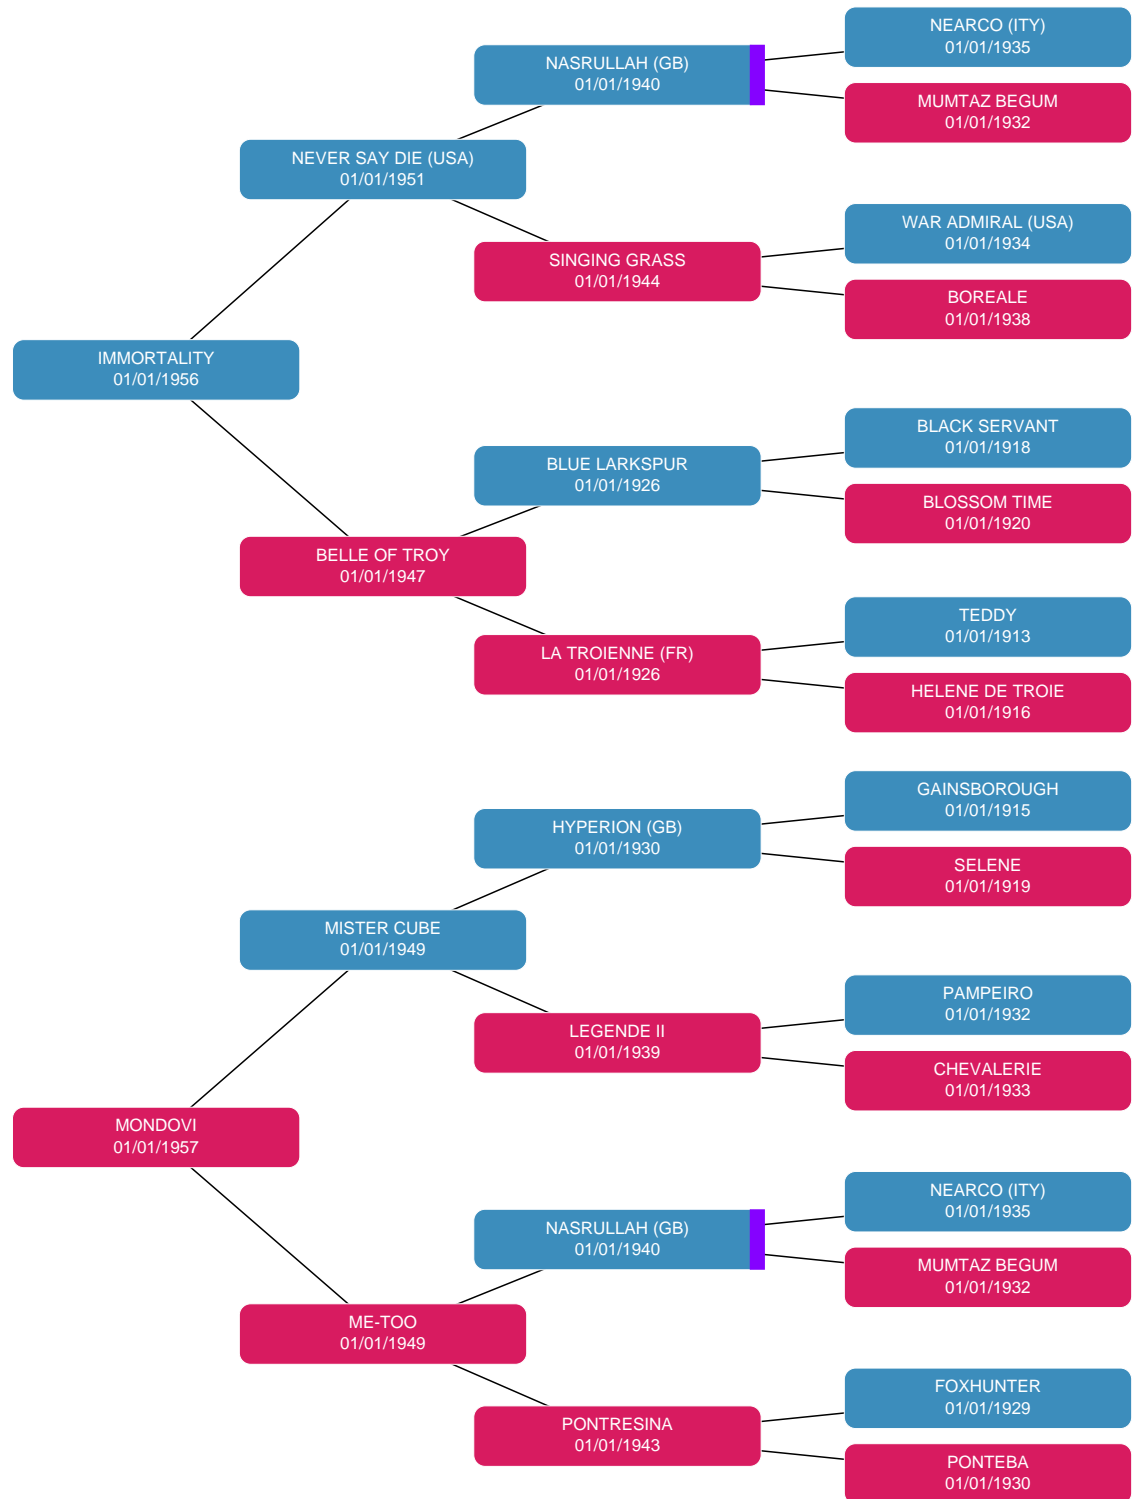 NEARCO (ITY)
01/01/1935
NASRULLAH (GB)
01/01/1940
MUMTAZ BEGUM
01/01/1932
NEVER SAY DIE (USA)
01/01/1951
WAR ADMIRAL (USA)
01/01/1934
SINGING GRASS
01/01/1944
BOREALE
01/01/1938
IMMORTALITY
01/01/1956
BLACK SERVANT
01/01/1918
BLUE LARKSPUR
01/01/1926
BLOSSOM TIME
01/01/1920
BELLE OF TROY
01/01/1947
TEDDY
01/01/1913
LA TROIENNE (FR)
01/01/1926
HELENE DE TROIE
01/01/1916
GAINSBOROUGH
01/01/1915
HYPERION (GB)
01/01/1930
SELENE
01/01/1919
MISTER CUBE
01/01/1949
PAMPEIRO
01/01/1932
LEGENDE II
01/01/1939
CHEVALERIE
01/01/1933
MONDOVI
01/01/1957
NEARCO (ITY)
01/01/1935
NASRULLAH (GB)
01/01/1940
MUMTAZ BEGUM
01/01/1932
ME-TOO
01/01/1949
FOXHUNTER
01/01/1929
PONTRESINA
01/01/1943
PONTEBA
01/01/1930